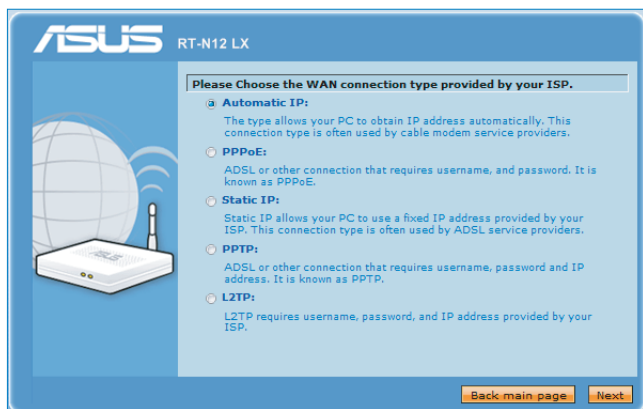 ASUS RT-N12 LX
Please Choose the WAN connection type provided by your ISP.
Automatic IP:
The type allows your PC to obtain IP address automatically. This
connection type is often used by cable modem service providers.
PPPoE:
ADSL or other connection that requires username, and password. It is
known as PPPoE.
Static IP:
Static IP allows your PC to use a fixed IP address provided by your
ISP. This connection type is often used by ADSL service providers.
PPTP:
ADSL or other connection that requires username, password and IP
address. It is known as PPTP.
L2TP:
L2TP requires username, password, and IP address provided by your
ISP.
ASUS
Back main page Next